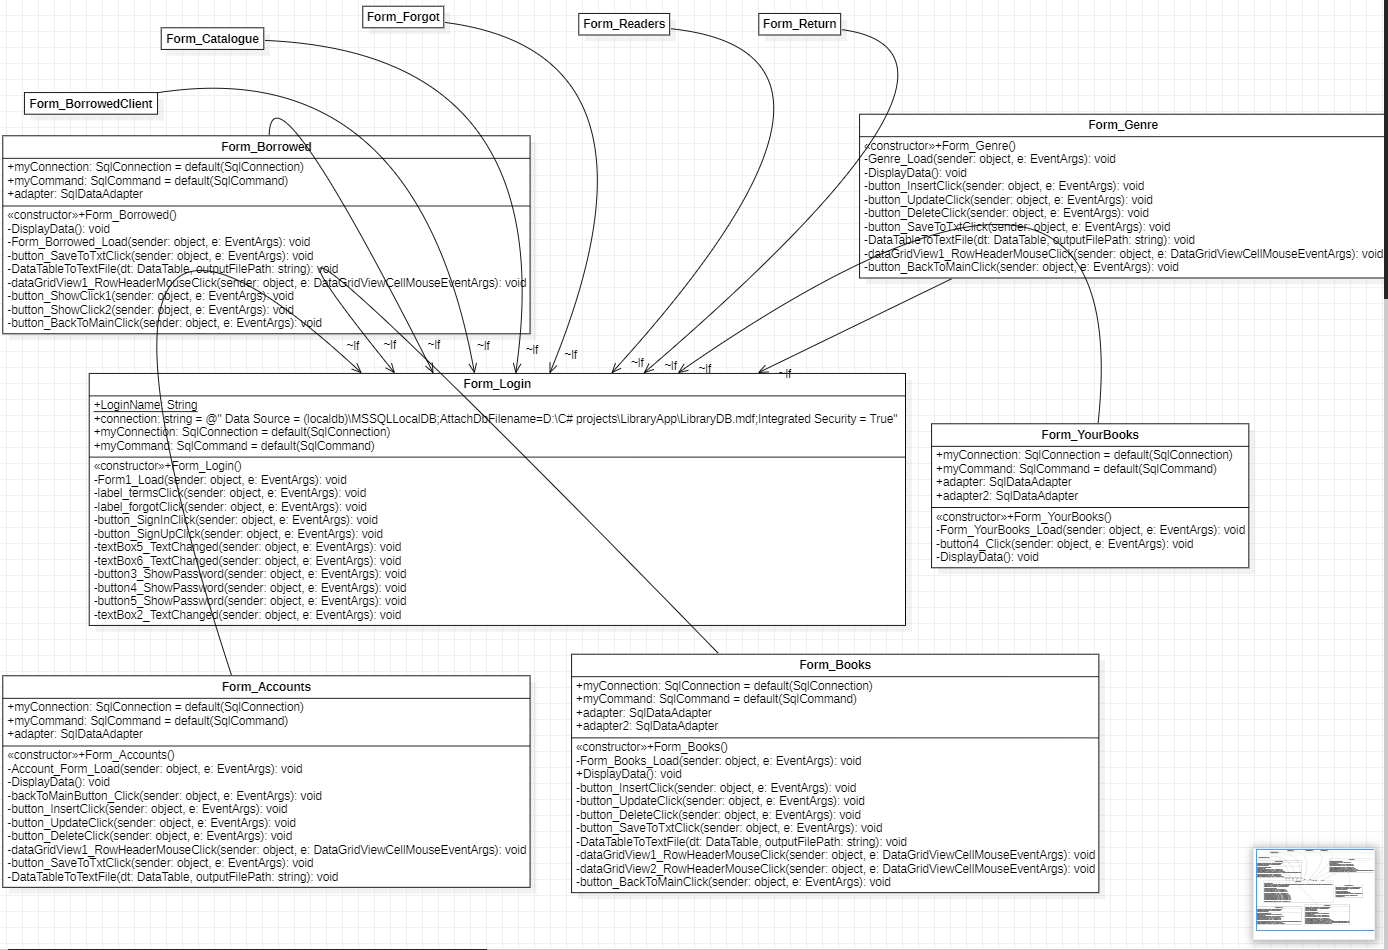 Form_Forgot
Form_Readers
Form_Return
Form_Catalogue
Form_BorrowedClient
Form_Borrowed
+myConnection: SqlConnection = default(SqlConnection)
+myCommand: SqlCommand = default(SqlCommand)
+adapter: SqlDataAdapter
«constructor»+Form_Borrowed()
-DisplayData(): void
-Form_Borrowed_Load(sender: object, e: EventArgs): void
-button_SaveToTxtClick(sender: object, e: EventArgs): void
-DataTableToTextFile(dt: DataTable, outputFilePath: string): void
-dataGridView1_RowHeaderMouseClick(sender: object, e: DataGridViewCellMouseEventArgs): void
-button_ShowClick1(sender: object, e: EventArgs): void
-button_ShowClick2(sender: object, e: EventArgs): void
-button_BackToMainClick(sender: object, e: EventArgs): void
Form_Genre
«constructor»+Form_Genre()
-Genre_Load(sender: object, e: EventArgs): void
-DisplayData(): void
-button_InsertClick(sender: object, e: EventArgs): void
-button_UpdateClick(sender: object, e: EventArgs): void
-button_DeleteClick(sender: object, e: EventArgs): void
-button_SaveToTxtClick(sender: object, e: EventArgs): void
-DataTableToTextFile(dt: DataTable, outputFilePath: string): void
-dataGridView1_RowHeaderMouseClick(sender: object, e: DataGridViewCellMouseEventArgs): void
-button_BackToMainClick(sender: object, e: EventArgs): void
~lf
~lf
~lf
~lf
~lf
~lf
~lf
~lf
~lf
~lf
Form_Login
+LoginName: String
+connection: string = @" Data Source = (localdb)\MSSQLLocalDB;AttachDbFilename=D:\C# projects\LibraryApp\LibraryDB.mdf;Integrated Security = True"
+myConnection: SqlConnection = default(SqlConnection)
+myCommand: SqlCommand = default(SqlCommand)
«constructor»+Form_Login()
-Form1_Load(sender: object, e: EventArgs): void
-label_termsClick(sender: object, e: EventArgs): void
-label_forgotClick(sender: object, e: EventArgs): void
-button_SignInClick(sender: object, e: EventArgs): void
-button_SignUpClick(sender: object, e: EventArgs): void
-textBox5_TextChanged(sender: object, e: EventArgs): void
-textBox6_TextChanged(sender: object, e: EventArgs): void
-button3_ShowPassword(sender: object, e: EventArgs): void
-button4_ShowPassword(sender: object, e: EventArgs): void
-button5_ShowPassword(sender: object, e: EventArgs): void
-textBox2_TextChanged(sender: object, e: EventArgs): void
Form_YourBooks
+myConnection: SqlConnection = default(SqlConnection)
+myCommand: SqlCommand = default(SqlCommand)
+adapter: SqlDataAdapter
+adapter2: SqlDataAdapter
«constructor»+Form_YourBooks()
-Form_YourBooks_Load(sender: object, e: EventArgs): void
-button4_Click(sender: object, e: EventArgs): void
-DisplayData(): void
Form_Accounts
+myConnection: SqlConnection = default(SqlConnection)
+myCommand: SqlCommand = default(SqlCommand)
+adapter: SqlDataAdapter
«constructor»+Form_Accounts()
-Account_Form_Load(sender: object, e: EventArgs): void
-DisplayData(): void
-backToMainButton_Click(sender: object, e: EventArgs): void
-button_InsertClick(sender: object, e: EventArgs): void
-button_UpdateClick(sender: object, e: EventArgs): void
-button_DeleteClick(sender: object, e: EventArgs): void
-dataGridView1_RowHeaderMouseClick(sender: object, e: DataGridViewCellMouseEventArgs): void
-button_SaveToTxtClick(sender: object, e: EventArgs): void
-DataTableToTextFile(dt: DataTable, outputFilePath: string): void
Form_Books
+myConnection: SqlConnection = default(SqlConnection)
+myCommand: SqlCommand = default(SqlCommand)
+adapter: SqlDataAdapter
+adapter2: SqlDataAdapter
«constructor»+Form_Books()
-Form_Books_Load(sender: object, e: EventArgs): void
+DisplayData(): void
-button_InsertClick(sender: object, e: EventArgs): void
-button_UpdateClick(sender: object, e: EventArgs): void
-button_DeleteClick(sender: object, e: EventArgs): void
-button_SaveToTxtClick(sender: object, e: EventArgs): void
-DataTableToTextFile(dt: DataTable, outputFilePath: string): void
-dataGridView1_RowHeaderMouseClick(sender: object, e: DataGridViewCellMouseEventArgs): void
-dataGridView2_RowHeaderMouseClick(sender: object, e: DataGridViewCellMouseEventArgs): void
-button_BackToMainClick(sender: object, e: EventArgs): void